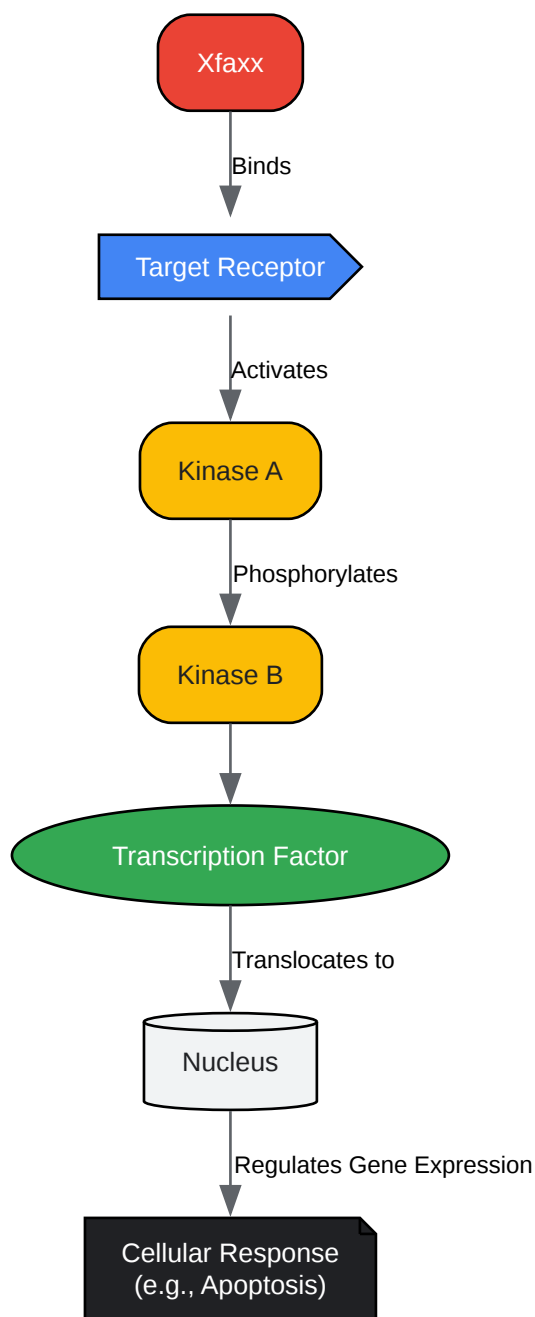 Xfaxx
Binds
Target Receptor
Activates
Kinase A
Phosphorylates
Kinase B
Transcription Factor
Translocates to
Nucleus
Regulates Gene Expression
Cellular Response
(e.g., Apoptosis)